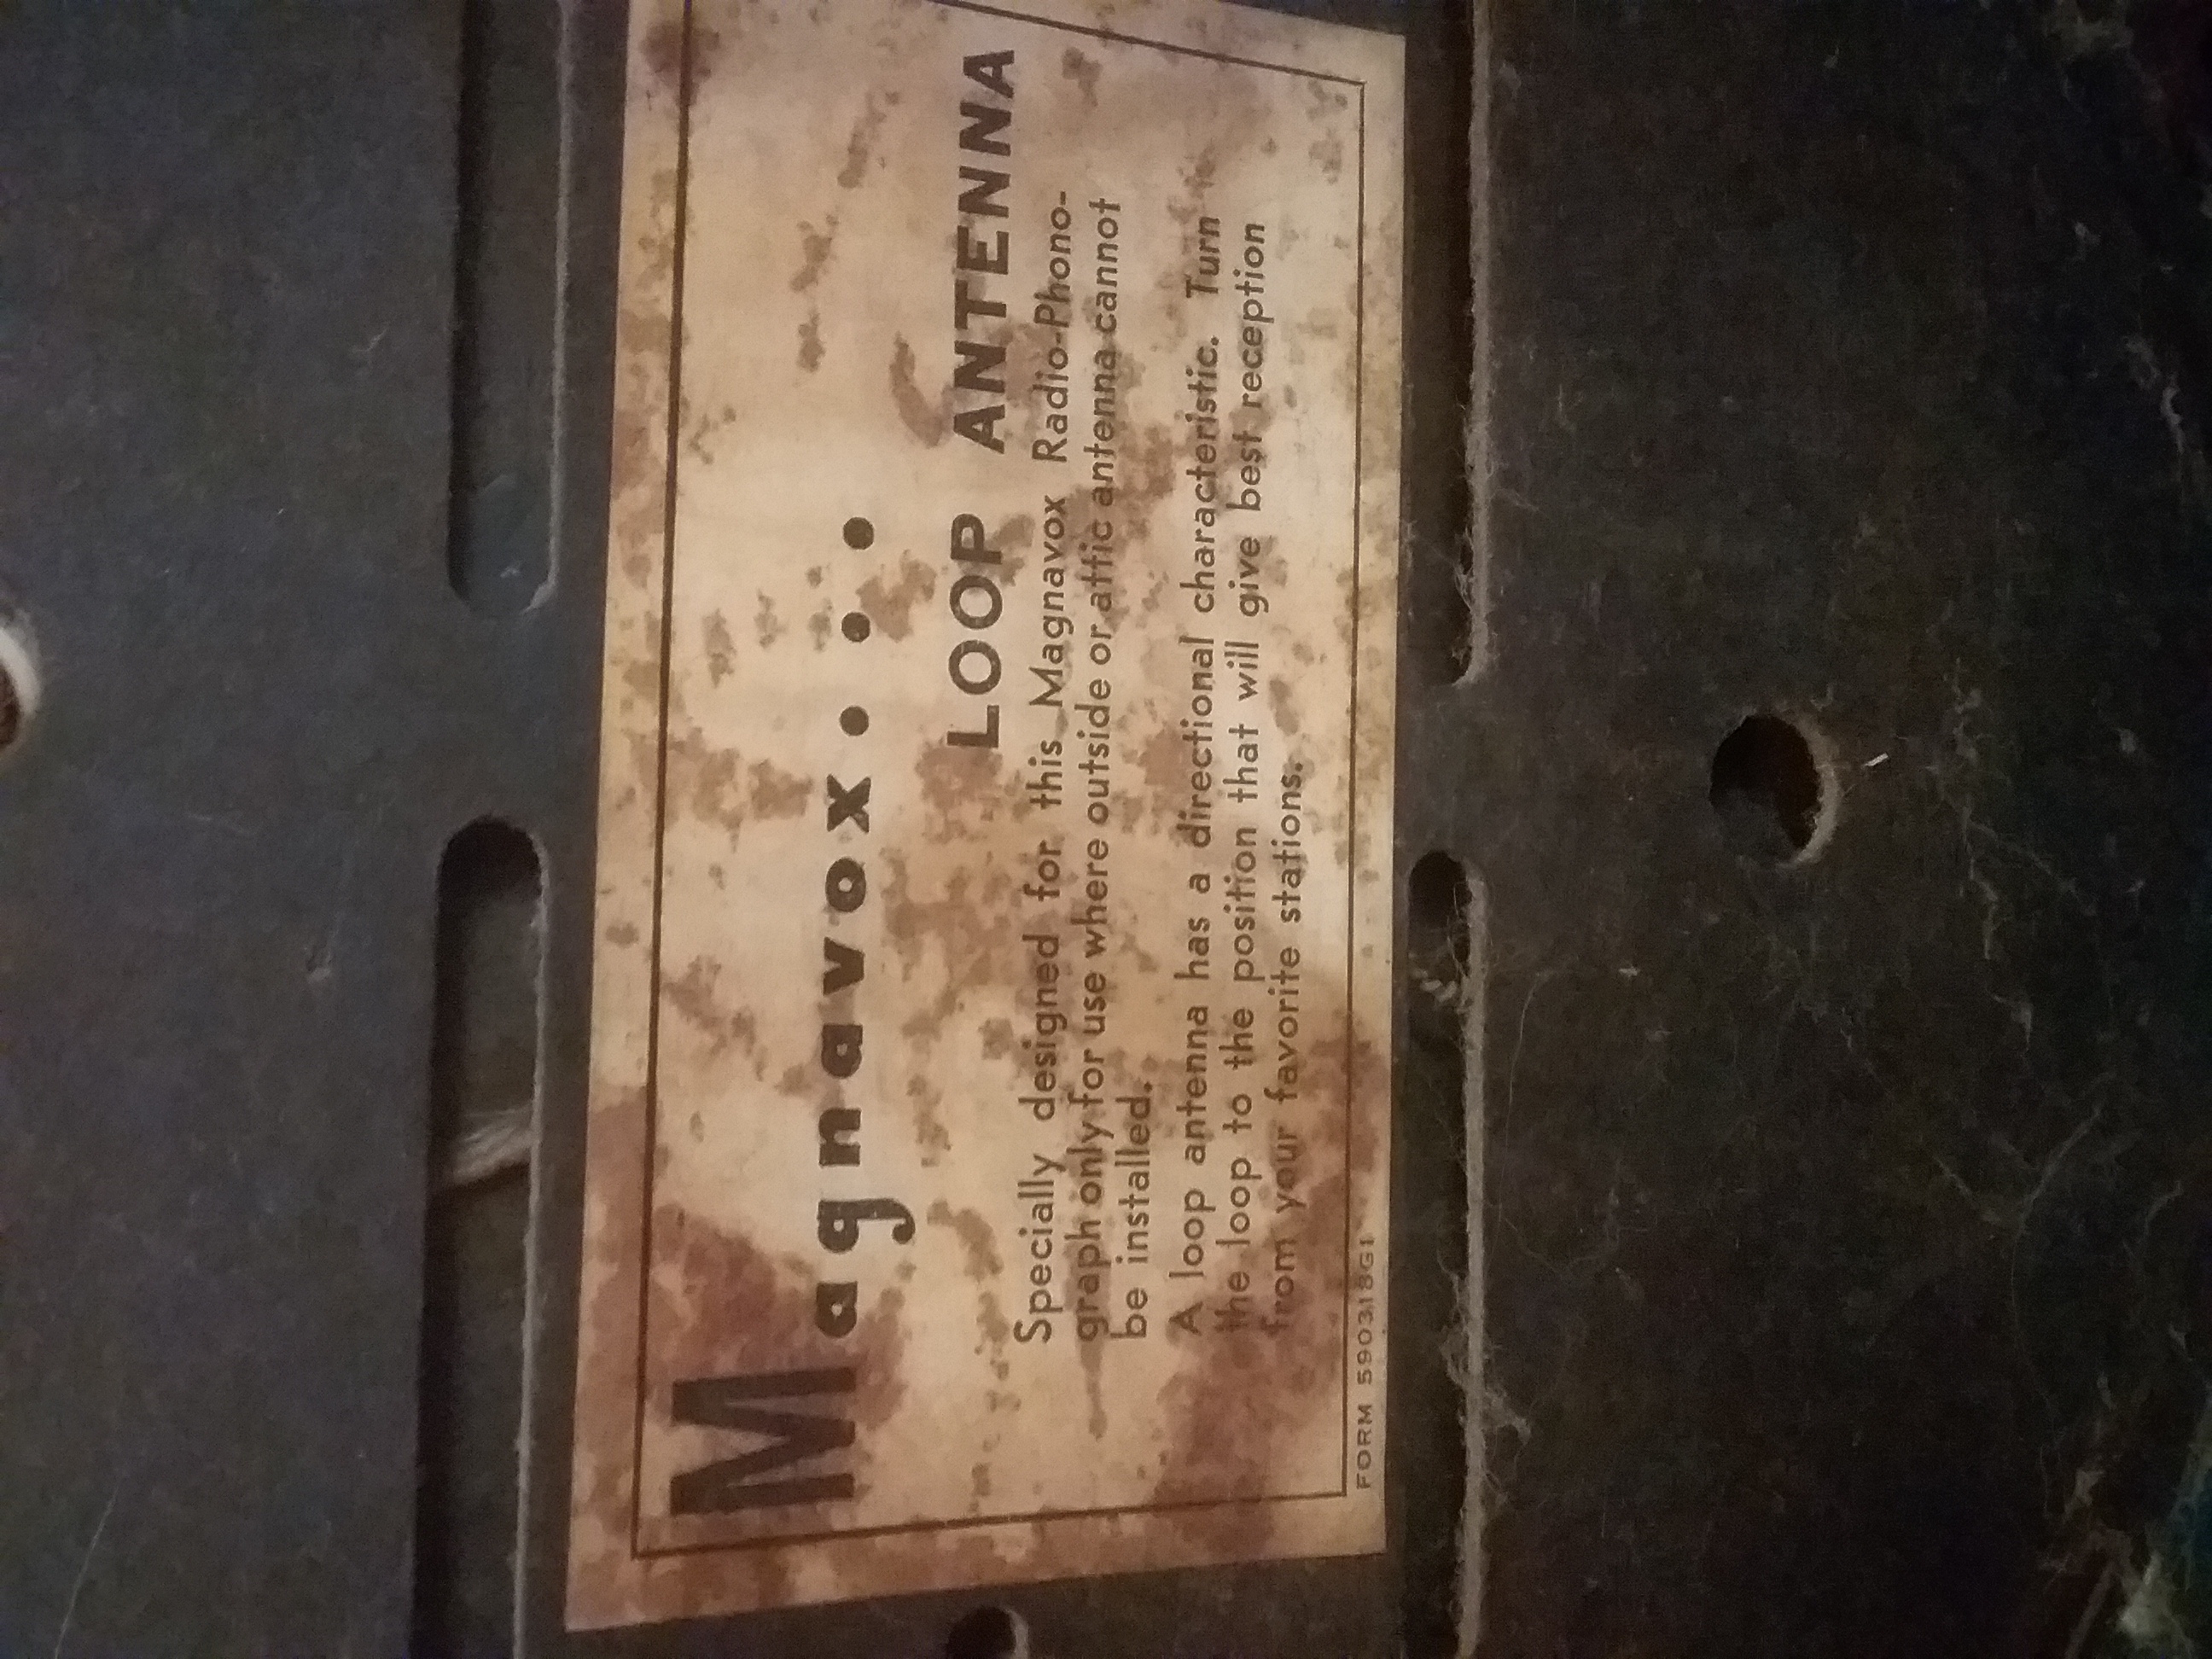 Magnavox . . .
LOOP ANTENNA
Specially designed for this Magnavox Radio-Phono-
graph only for use where outside or attic antenna cannot
be installed.
A loop antenna has a directional characteristic. Turn
the loop to the position that will give best reception
from your favorite stations.
FORM 590318G1